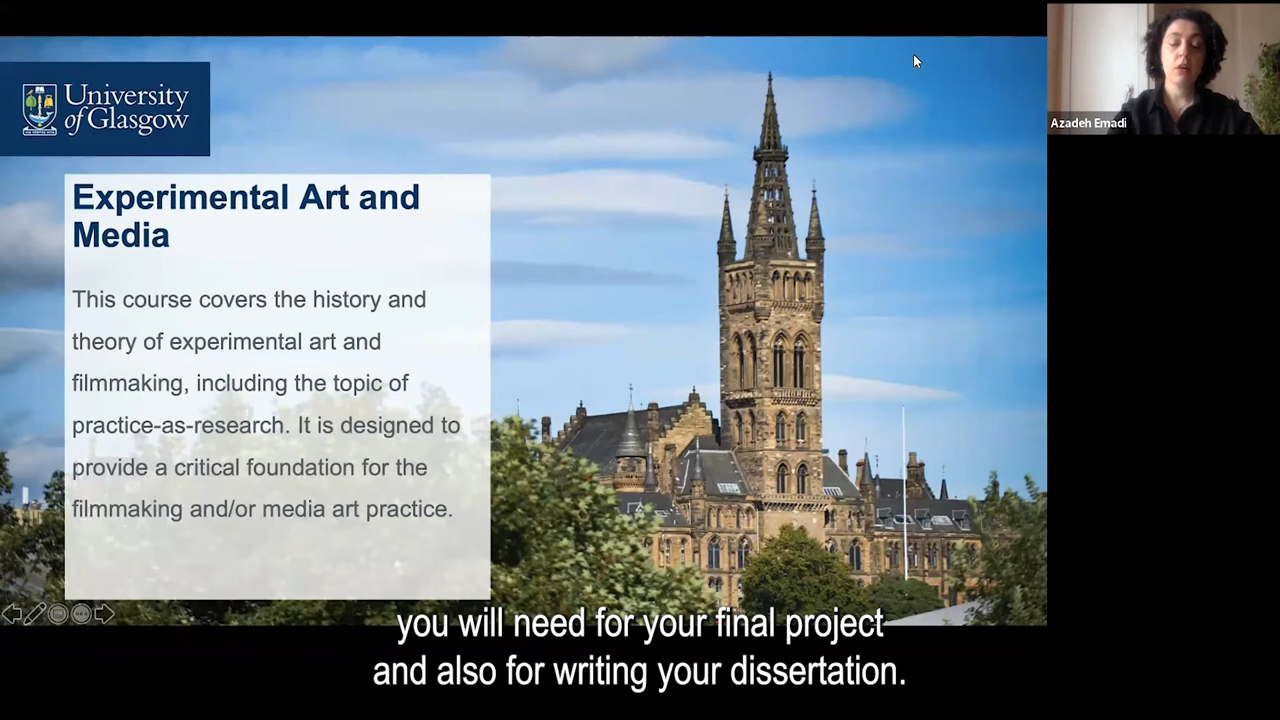 University
of Glasgow
Azadeh Emadi
Experimental Art and
Media
This course covers the history and
theory of experimental art and
filmmaking, including the topic of
practice-as-research. It is designed to
provide a critical foundation for the
filmmaking and/or media art practice.
you will need for your final project
and also for writing your dissertation.